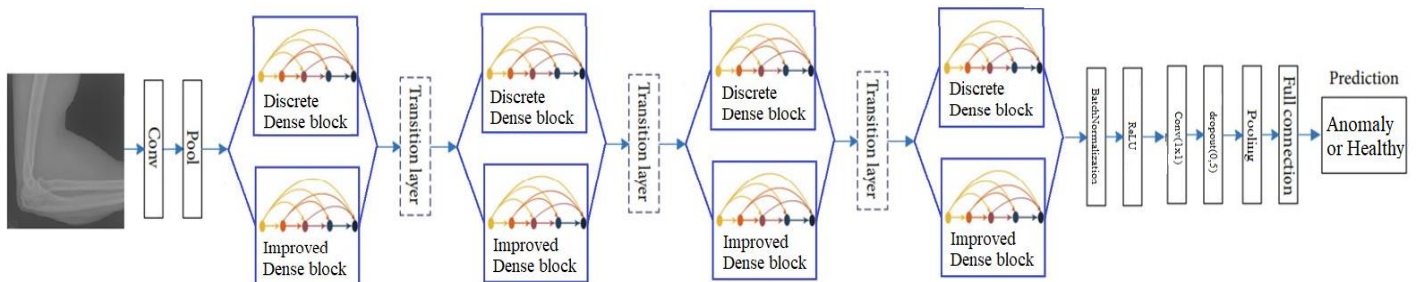 Conv
Pool
Discrete
Dense block
Improved
Dense block
Transition layer
Discrete
Dense block
Improved
Dense block
Transition layer
Discrete
Dense block
Improved
Dense block
Transition layer
Discrete
Dense block
Improved
Dense block
BatchNormalization
ReLU
Conv(1x1)
dropout(0,5)
Pooling
Full connection
Prediction
Anomaly
or Healthy